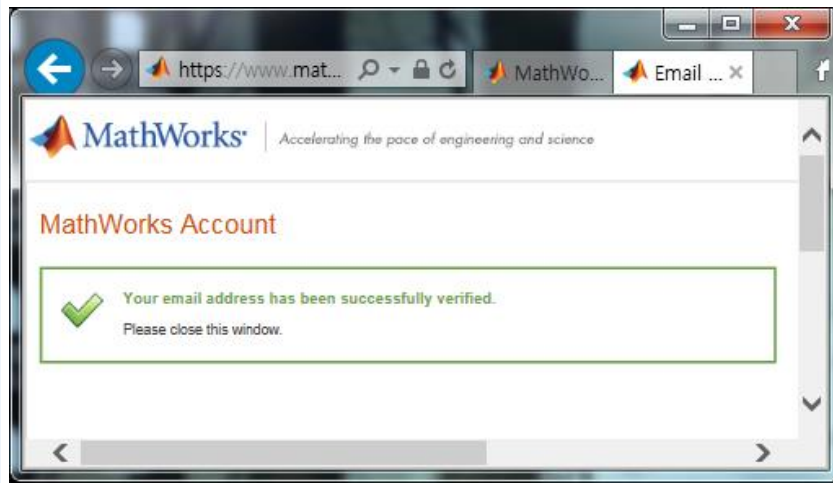 https://www.mat...
MathWo...
Email ...
MathWorks
Accelerating the pace of engineering and science
MathWorks Account
Your email address has been successfully verified.
Please close this window.